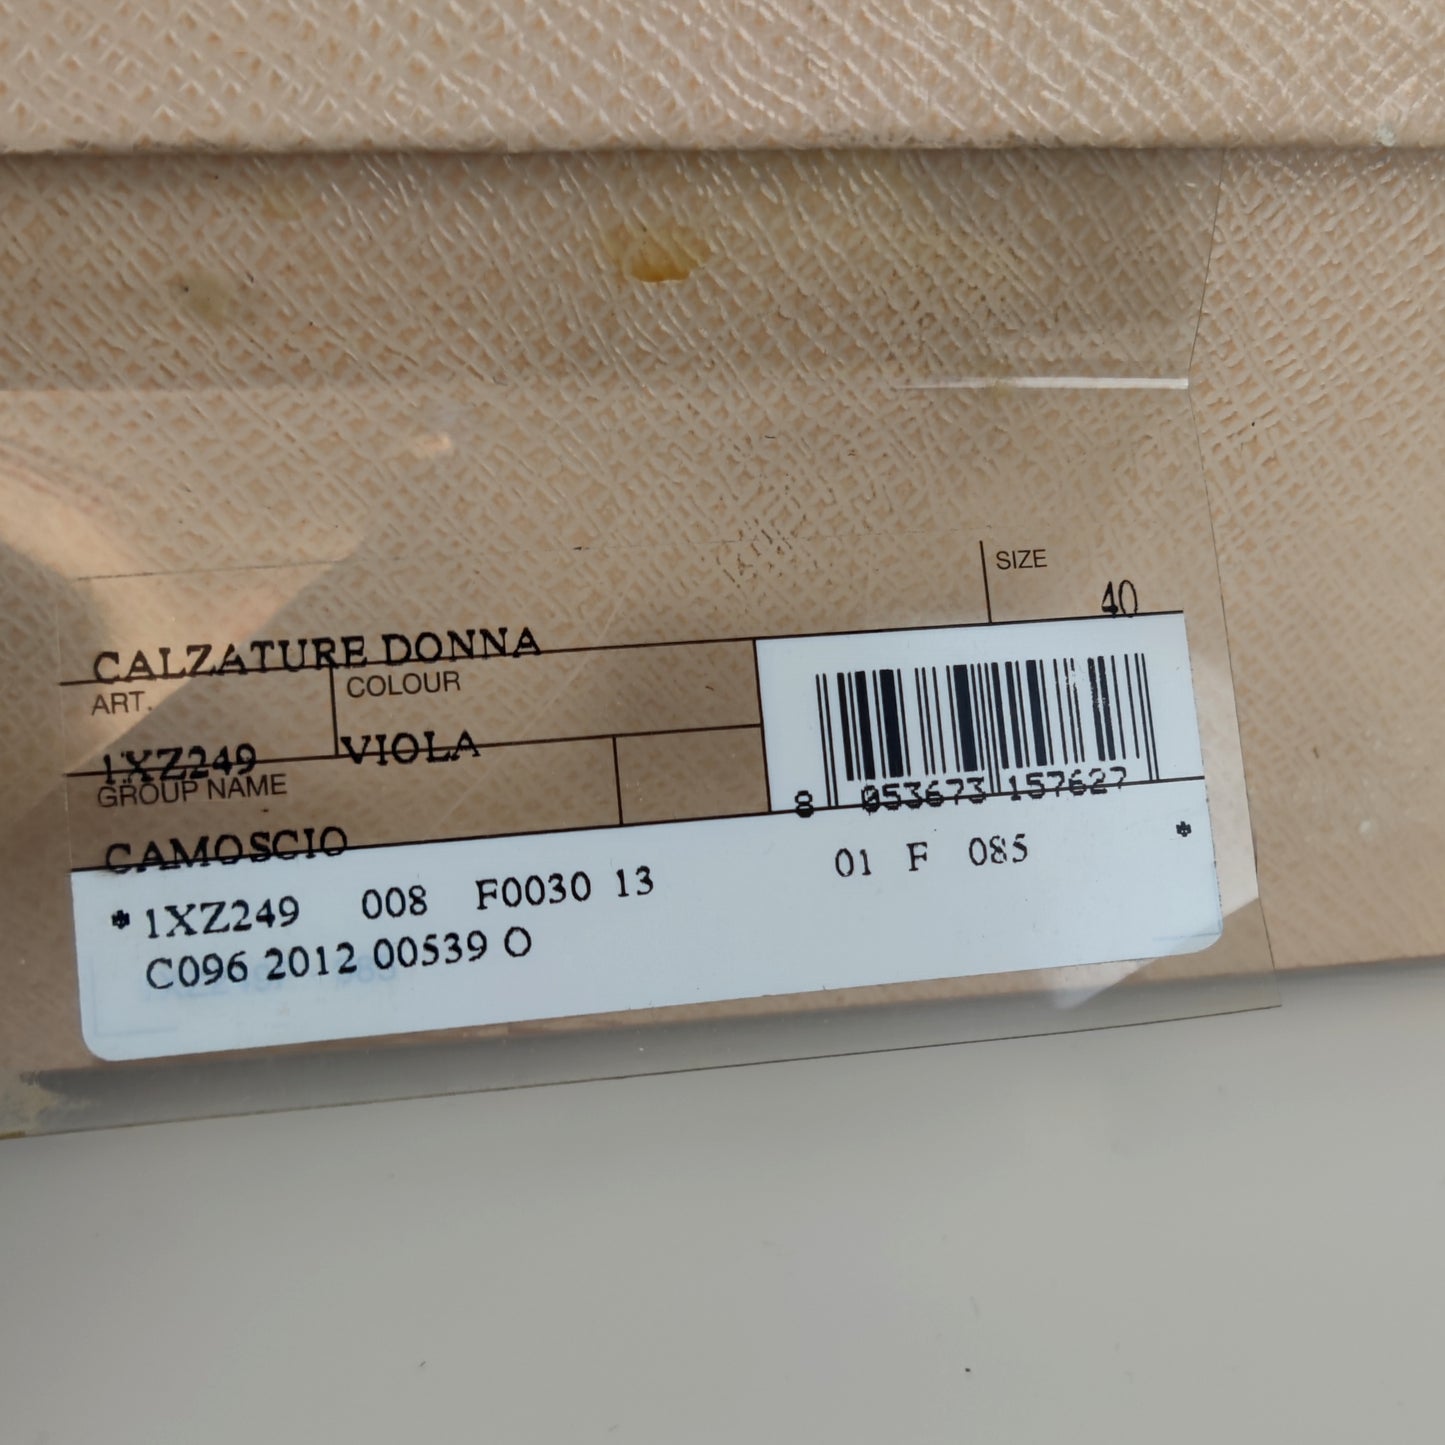 SIZE
40
CALZATURE DONNA
ART. COLOUR
1XZ249 VIOLA
GROUP NAME
CAMOSCIO
8 053673 157627
* 1XZ249 008 F0030 13 01 F 085 *
C096 2012 00539 O